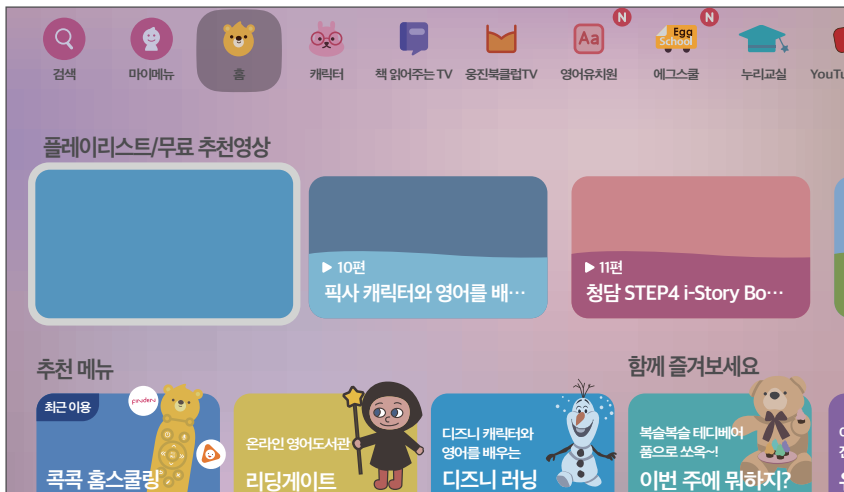 N
N
Aa
Egg
School
검색
마이메뉴
홈
캐릭터
책 읽어주는 TV
웅진북클럽TV
영어유치원
에그스쿨
누리교실
플레이리스트/무료 추천영상
10편
픽사 캐릭터와 영어를 배…
11편
청담 STEP4 i-Story Bo…
추천 메뉴
함께 즐겨보세요
최근 이용
콕콕 홈스쿨링
온라인 영어도서관
리딩게이트
디즈니 캐릭터와
영어를 배우는
디즈니 러닝
복슬복슬 테디베어
품으로 쏘옥~!
이번 주에 뭐하지?